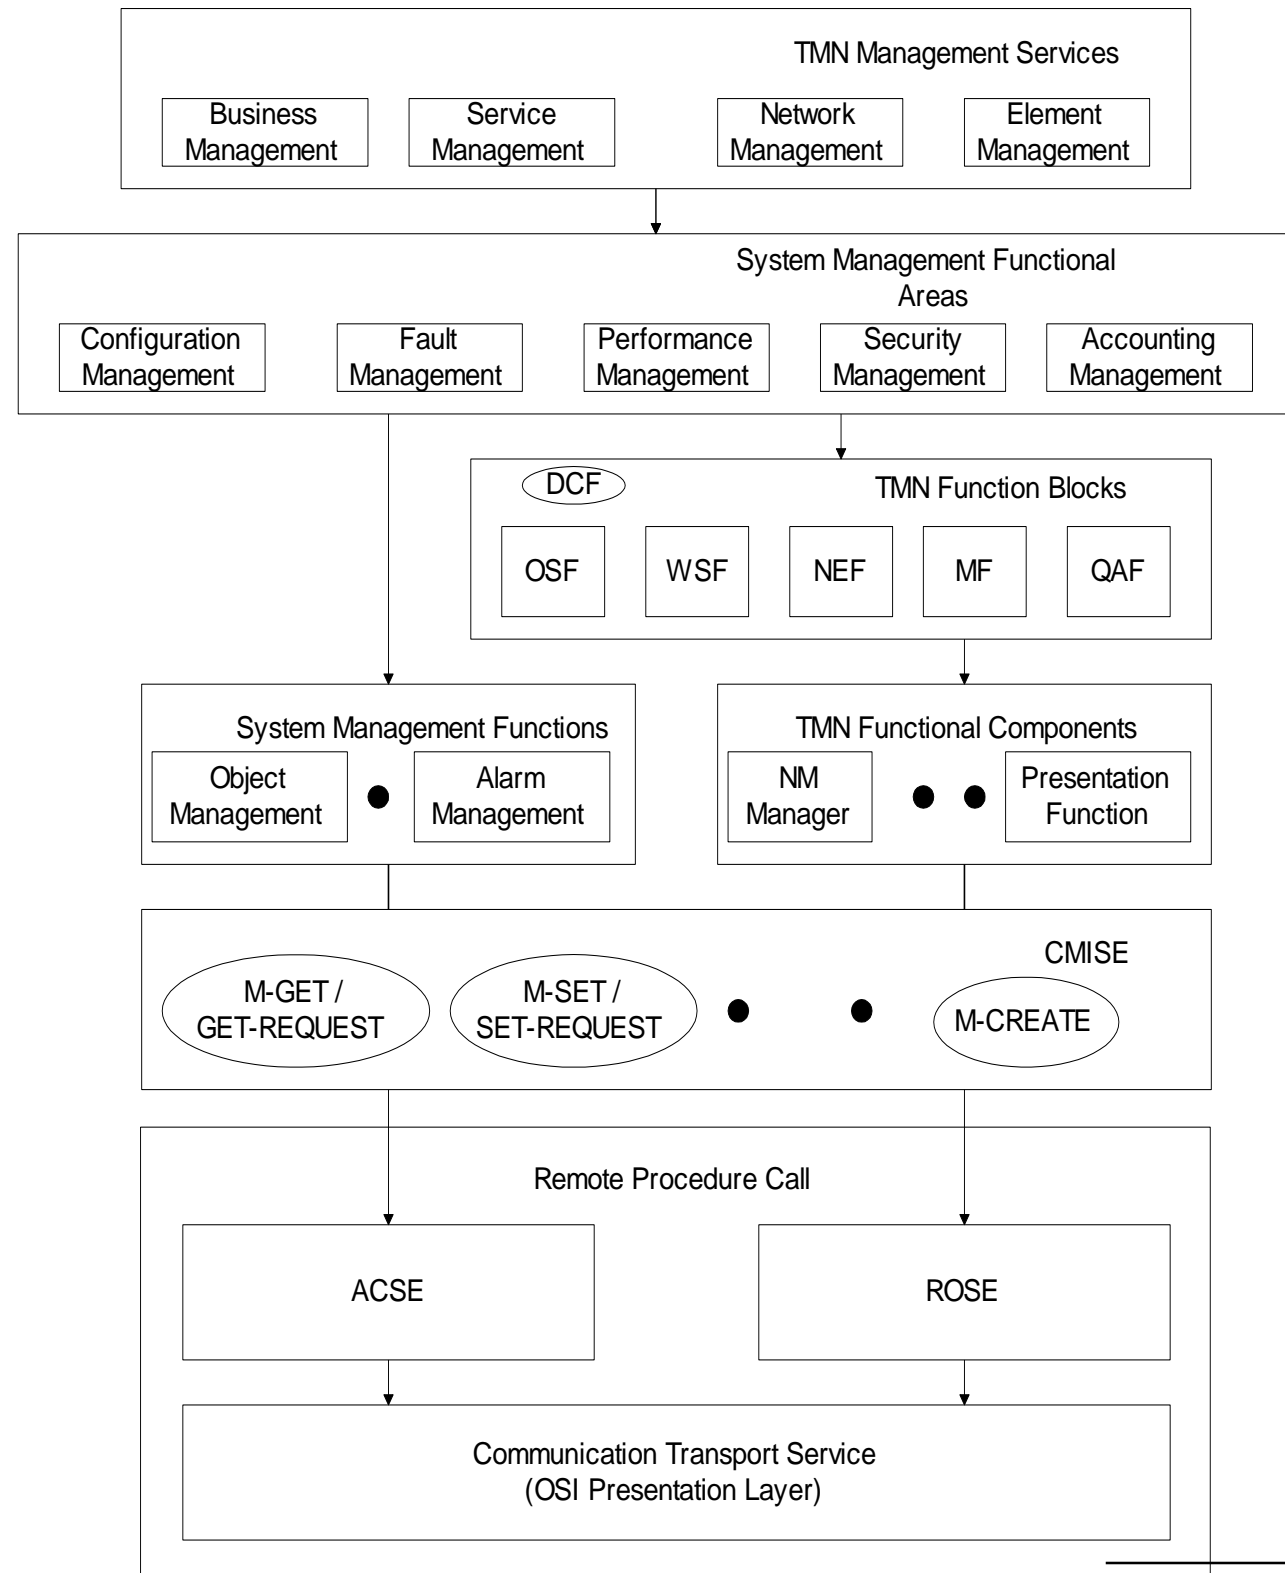 TMN Management Services
Business
Management
Service
Management
Network
Management
Element
Management
System Management Functional
Areas
Configuration
Management
Fault
Management
Performance
Management
Security
Management
Accounting
Management
DCF
TMN Function Blocks
OSF
WSF
NEF
MF
QAF
System Management Functions
Object
Management
Alarm
Management
TMN Functional Components
NM
Manager
Presentation
Function
CMISE
M-GET /
GET-REQUEST
M-SET /
SET-REQUEST
M-CREATE
Remote Procedure Call
ACSE
ROSE
Communication Transport Service
(OSI Presentation Layer)